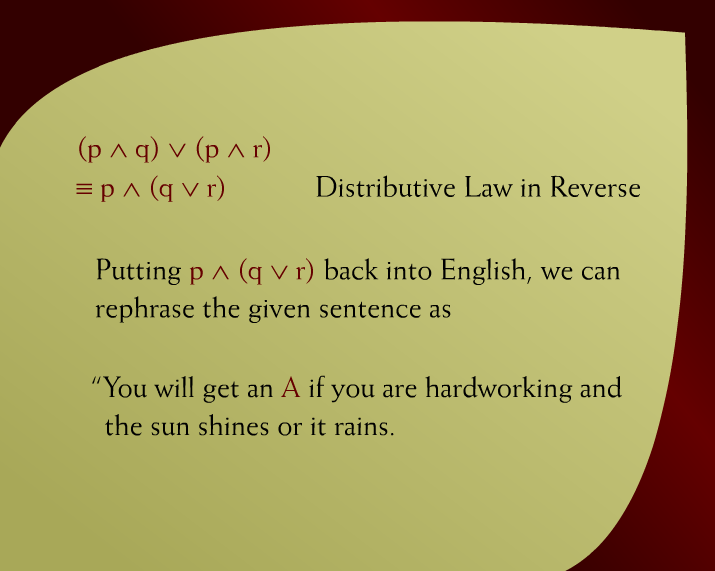 (p ∧ q) ∨ (p ∧ r)
≡ p ∧ (q ∨ r) Distributive Law in Reverse
Putting p ∧ (q ∨ r) back into English, we can
rephrase the given sentence as
“You will get an A if you are hardworking and
the sun shines or it rains.